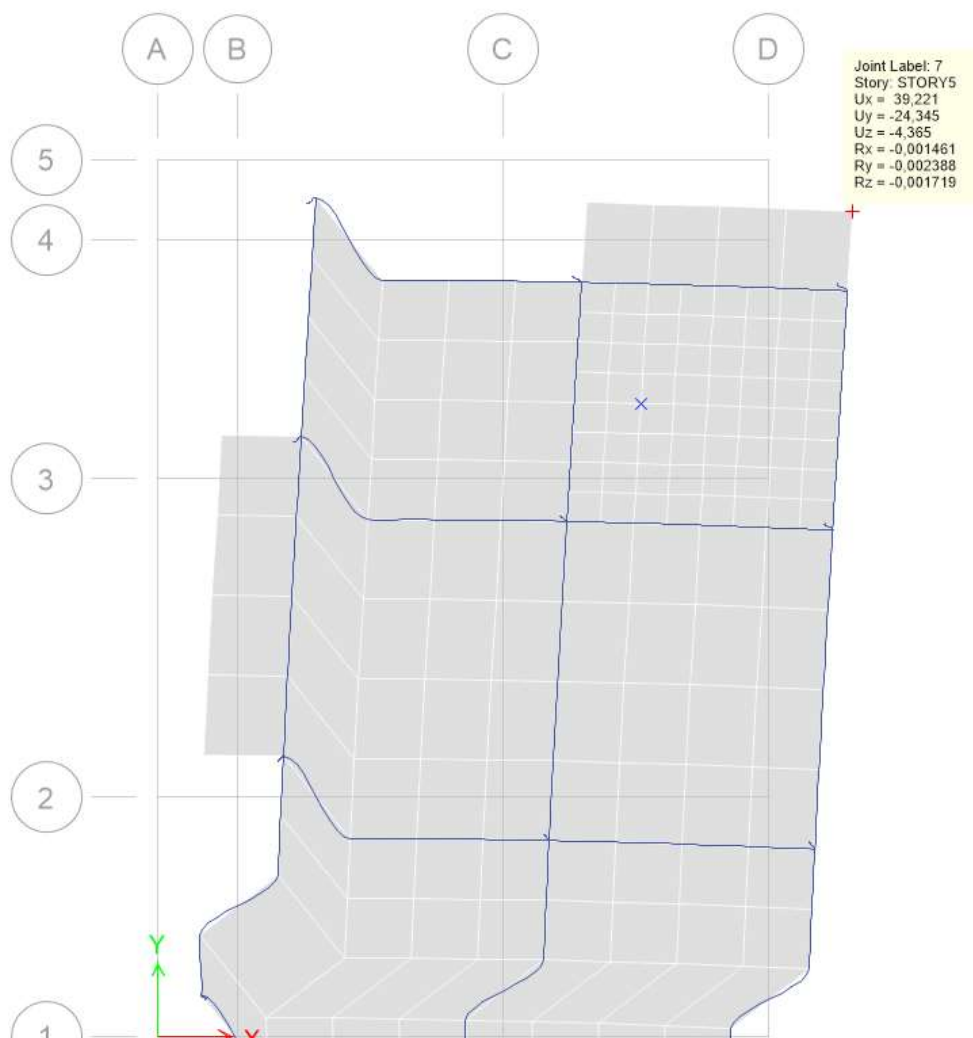 A B C D
Joint Label: 7
Story: STORY5
Ux = 39,221
Uy = -24,345
Uz = -4,365
Rx = -0,001461
Ry = -0,002388
Rz = -0,001719
5
4
3
2
Y
1 X